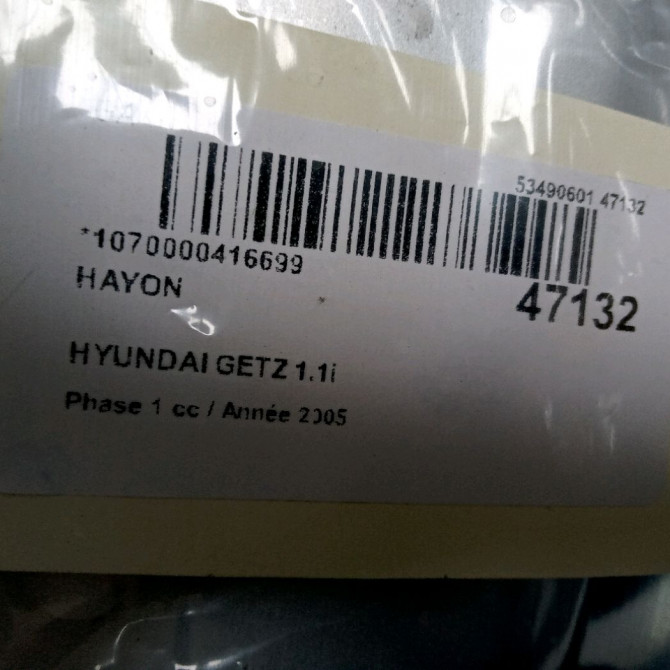 53490601 47132
*1070000416699
HAYON
47132
HYUNDAI GETZ 1.1i
Phase 1 cc / Année 2005